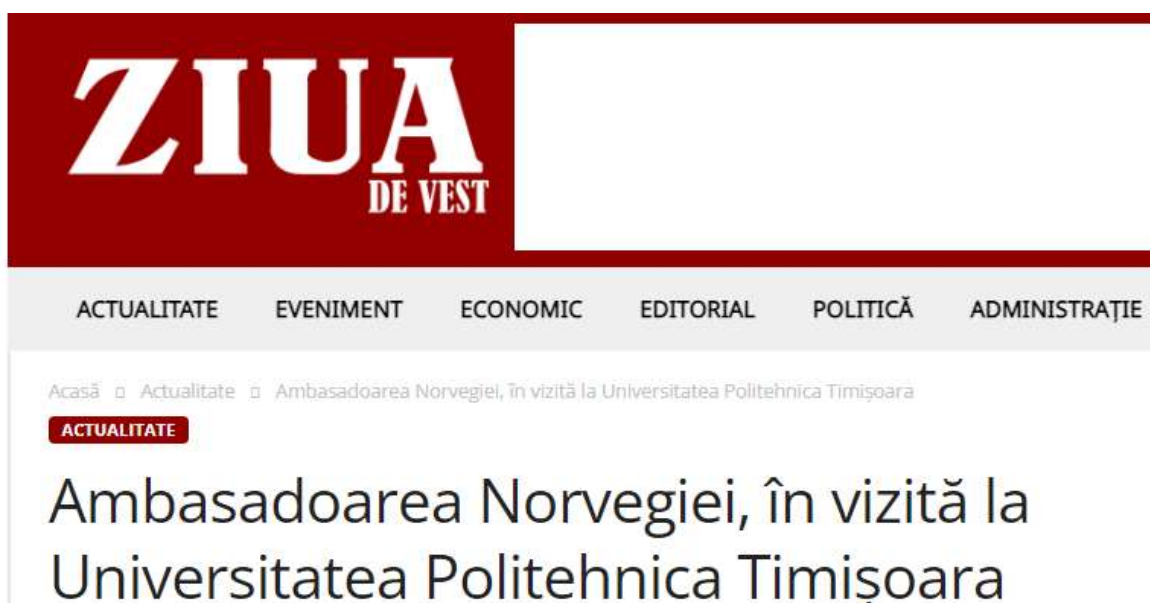 ZIUA
DE VEST
ACTUALITATE EVENIMENT ECONOMIC EDITORIAL POLITICĂ ADMINISTRAȚIE
Acasă Actualitate Ambasadoarea Norvegiei, în vizită la Universitatea Politehnica Timișoara
ACTUALITATE
Ambasadoarea Norvegiei, în vizită la
Universitatea Politehnica Timișoara